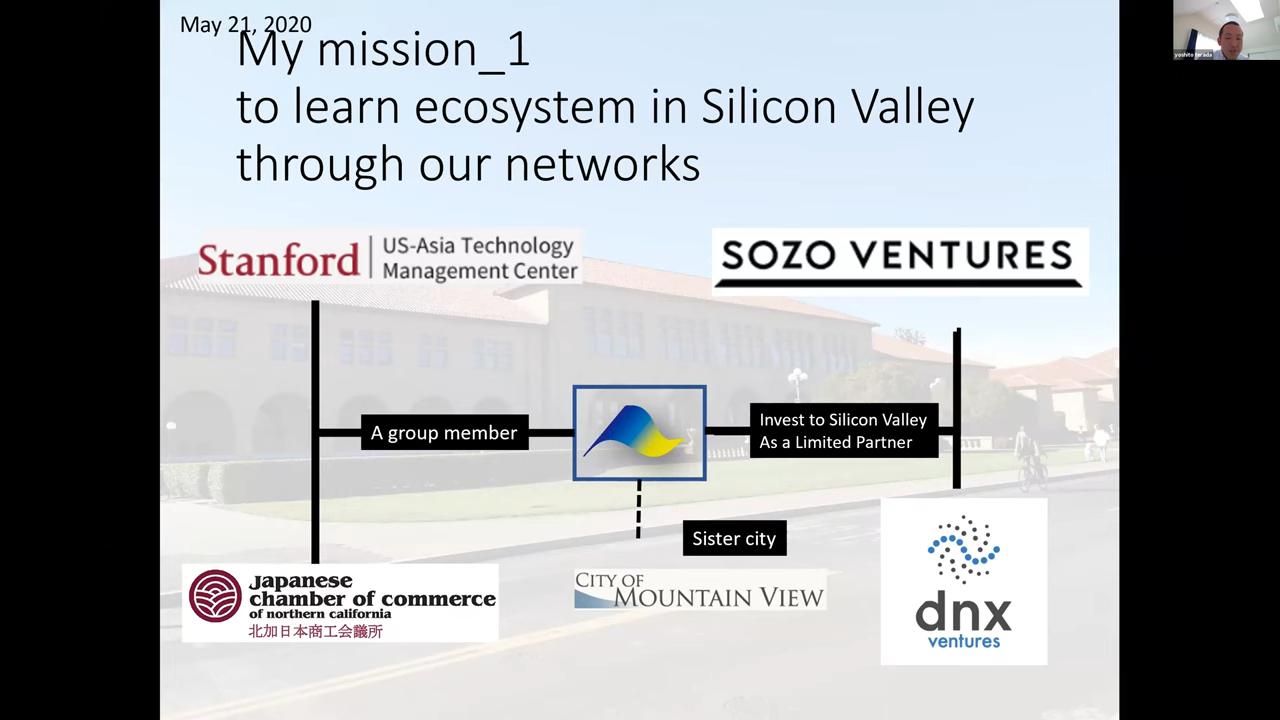 May 21, 2020
My mission_1
to learn ecosystem in Silicon Valley
through our networks
yoshito terada
Stanford
US-Asia Technology
Management Center
SOZO VENTURES
A group member
Invest to Silicon Valley
As a Limited Partner
Sister city
Japanese
chamber of commerce
of northern california
北加日本商工会議所
CITY OF
MOUNTAIN VIEW
dnx
ventures